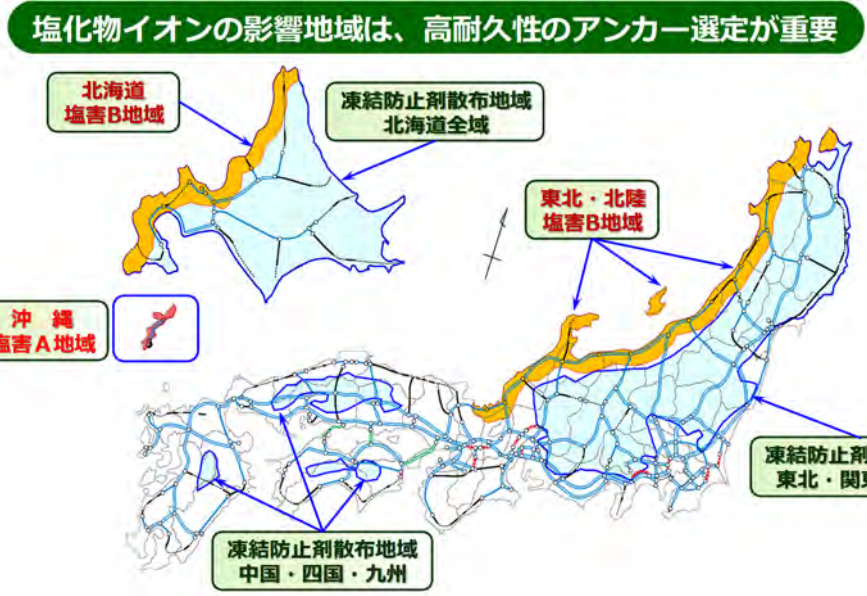 塩化物イオンの影響地域は、高耐久性のアンカー選定が重要
北海道
塩害B地域
凍結防止剤散布地域
北海道全域
東北・北陸
塩害B地域
沖　縄
塩害A地域
凍結防止剤
東北・関東
凍結防止剤散布地域
中国・四国・九州